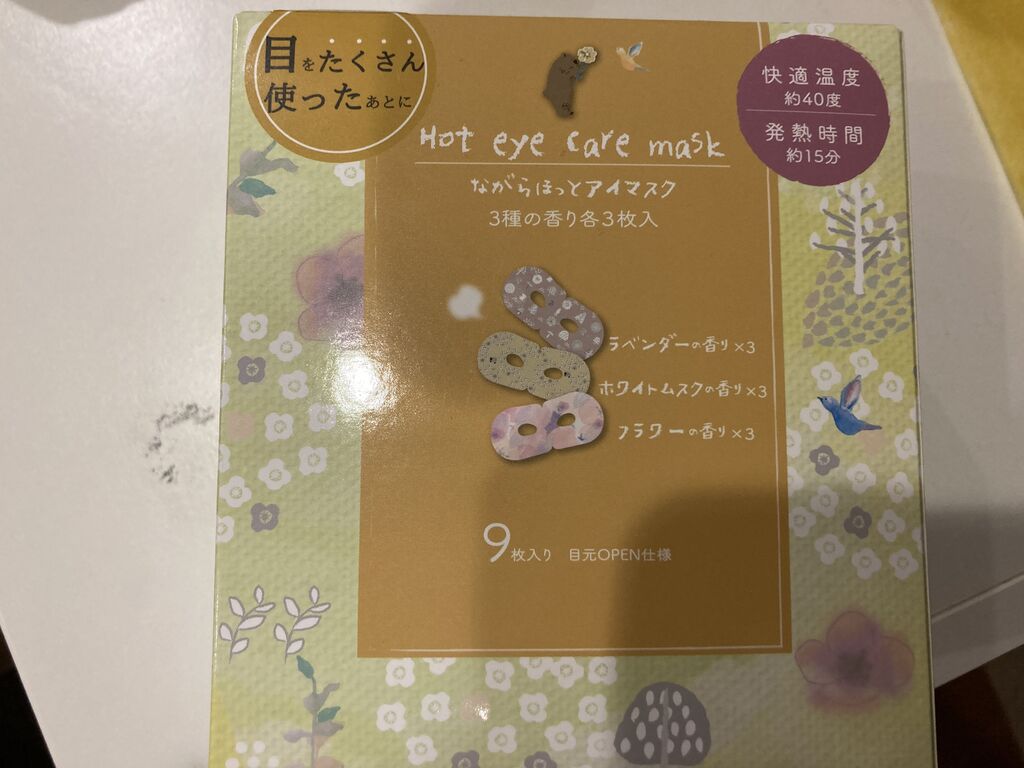 目をたくさん
使ったあとに
快適温度
約40度
発熱時間
約15分
Hot eye care mask
ながらほっとアイマスク
3種の香り各3枚入
ラベンダーの香り×3
ホワイトムスクの香り×3
フラワーの香り×3
9枚入り 目元OPEN仕様